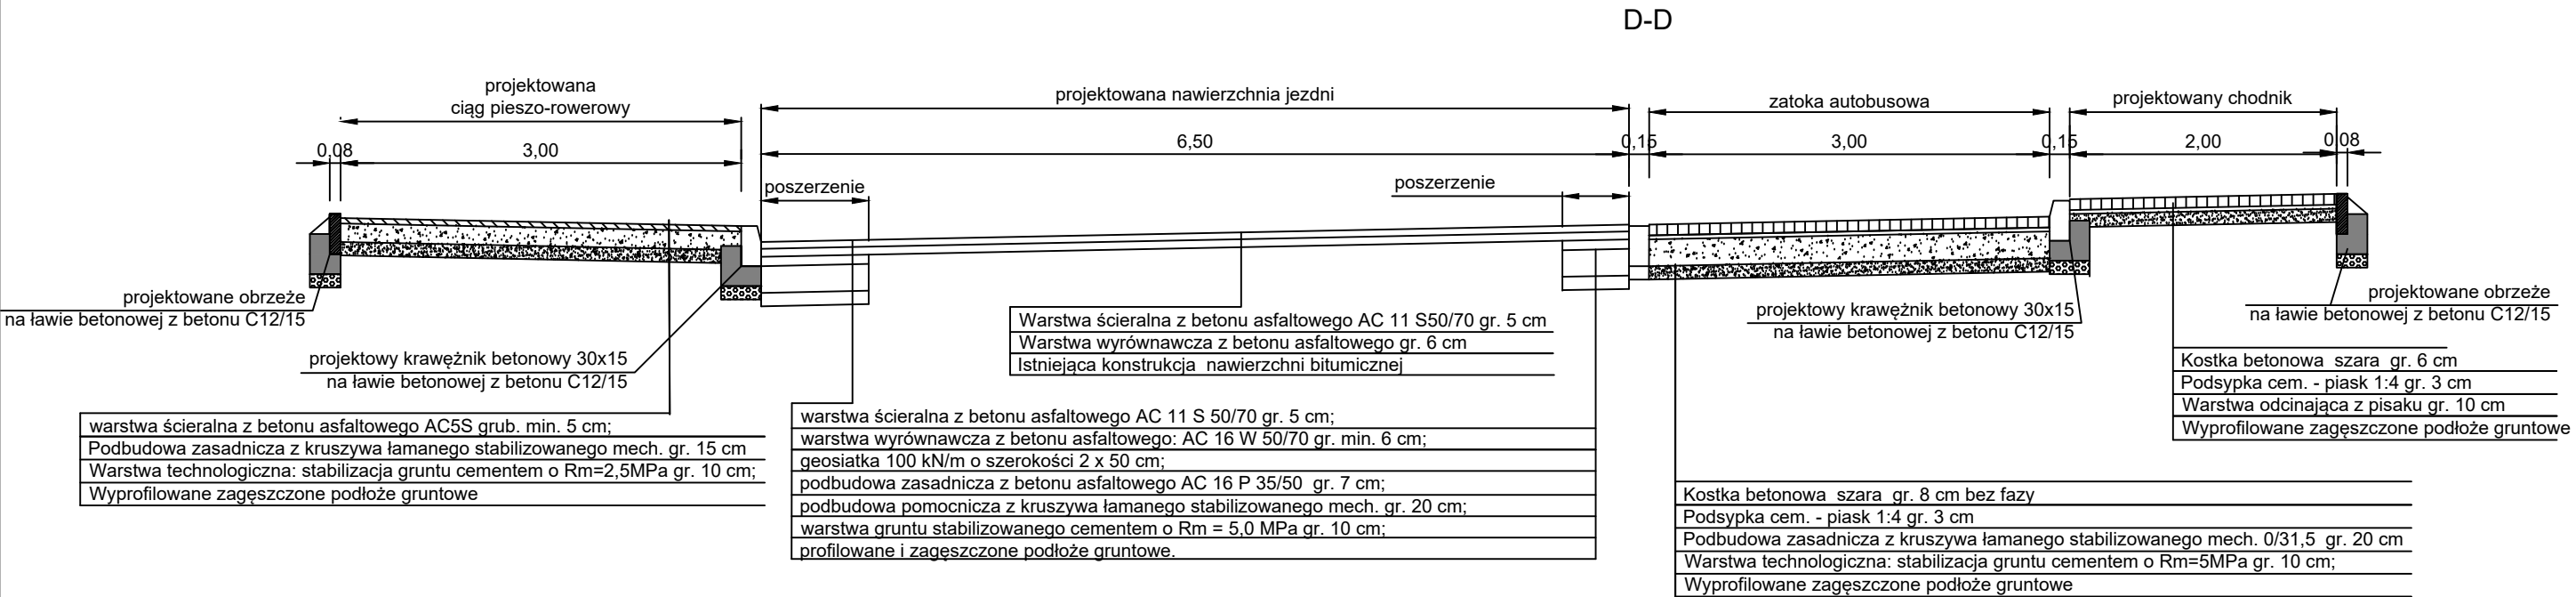 D-D
projektowana
ciąg pieszo-rowerowy
projektowana nawierzchnia jezdni
zatoka autobusowa
projektowany chodnik
0,08
3,00
6,50
0,15
3,00
0,15
2,00
0,08
poszerzenie
poszerzenie
projektowane obrzeże
na ławie betonowej z betonu C12/15
projektowy krawężnik betonowy 30x15
na ławie betonowej z betonu C12/15
warstwa ścieralna z betonu asfaltowego AC5S grub. min. 5 cm;
Podbudowa zasadnicza z kruszywa łamanego stabilizowanego mech. gr. 15 cm
Warstwa technologiczna: stabilizacja gruntu cementem o Rm=2,5MPa gr. 10 cm;
Wyprofilowane zagęszczone podłoże gruntowe
Warstwa ścieralna z betonu asfaltowego AC 11 S50/70 gr. 5 cm
Warstwa wyrównawcza z betonu asfaltowego gr. 6 cm
Istniejąca konstrukcja nawierzchni bitumicznej
warstwa ścieralna z betonu asfaltowego AC 11 S 50/70 gr. 5 cm;
warstwa wyrównawcza z betonu asfaltowego: AC 16 W 50/70 gr. min. 6 cm;
geosiatka 100 kN/m o szerokości 2 x 50 cm;
podbudowa zasadnicza z betonu asfaltowego AC 16 P 35/50 gr. 7 cm;
podbudowa pomocnicza z kruszywa łamanego stabilizowanego mech. gr. 20 cm;
warstwa gruntu stabilizowanego cementem o Rm = 5,0 MPa gr. 10 cm;
profilowane i zagęszczone podłoże gruntowe.
projektowy krawężnik betonowy 30x15
na ławie betonowej z betonu C12/15
projektowane obrzeże
na ławie betonowej z betonu C12/15
Kostka betonowa szara gr. 6 cm
Podsypka cem. - piask 1:4 gr. 3 cm
Warstwa odcinająca z pisaku gr. 10 cm
Wyprofilowane zagęszczone podłoże gruntowe
Kostka betonowa szara gr. 8 cm bez fazy
Podsypka cem. - piask 1:4 gr. 3 cm
Podbudowa zasadnicza z kruszywa łamanego stabilizowanego mech. 0/31,5 gr. 20 cm
Warstwa technologiczna: stabilizacja gruntu cementem o Rm=5MPa gr. 10 cm;
Wyprofilowane zagęszczone podłoże gruntowe